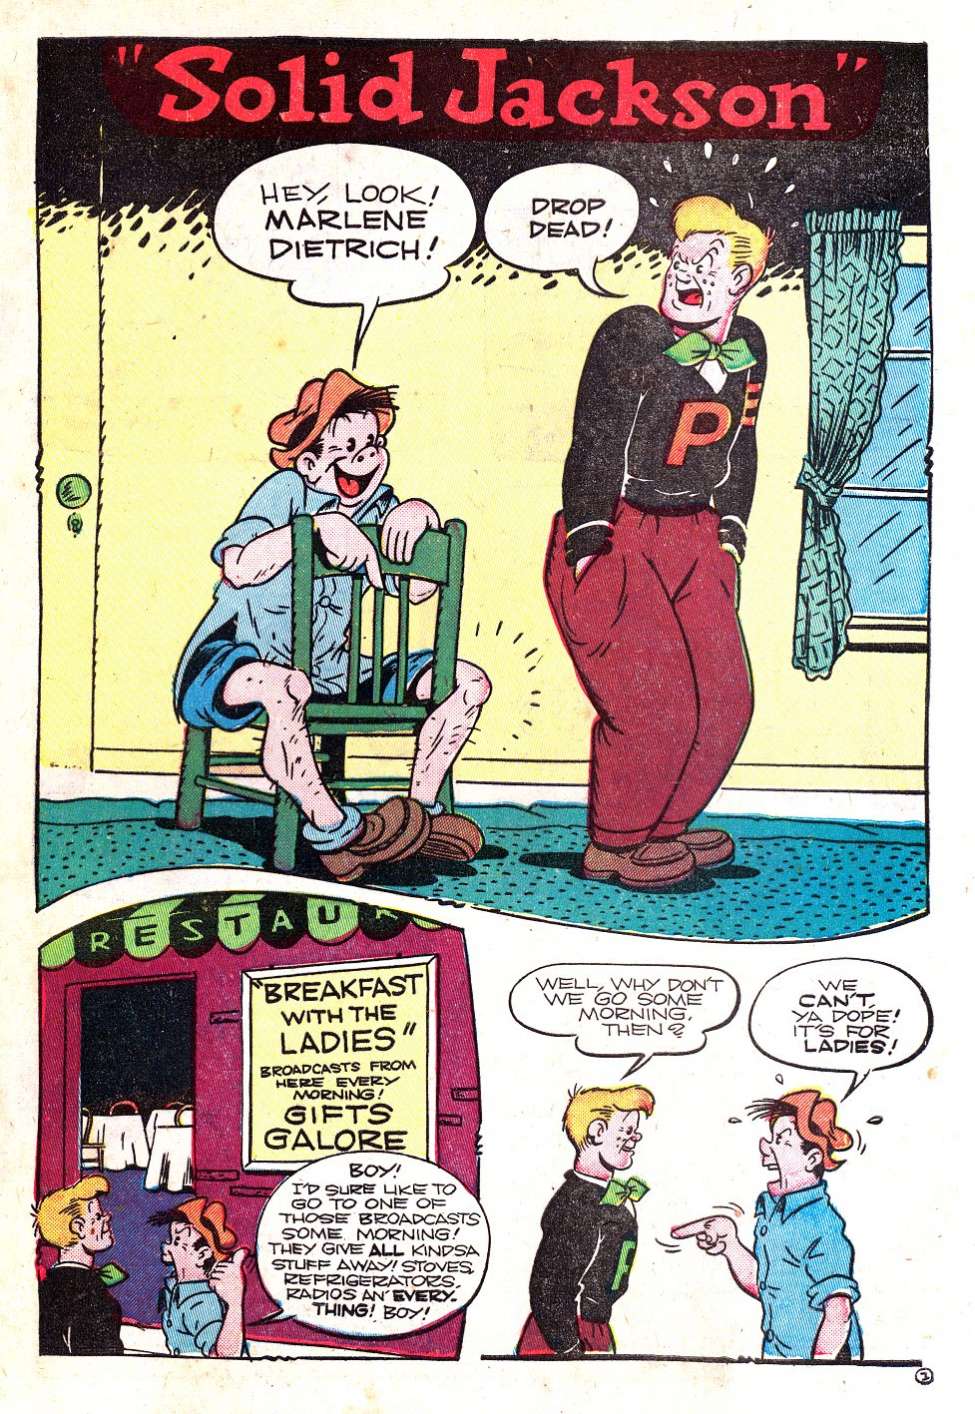 "Solid Jackson"
HEY, LOOK!
MARLENE
DIETRICH!
DROP
DEAD!
P
RESTAUR
"BREAKFAST
WITH THE
LADIES"
BROADCASTS FROM
HERE EVERY
MORNING!
GIFTS
GALORE
BOY!
I'D SURE LIKE TO
GO TO ONE OF
THOSE BROADCASTS
SOME MORNING!
THEY GIVE ALL KINDSA
STUFF AWAY! STOVES,
REFRIGERATORS,
RADIOS AN' EVERY-
THING! BOY!
WELL, WHY DON'T
WE GO SOME
MORNING,
THEN?
WE
CAN'T,
YA DOPE!
IT'S FOR
LADIES!
P